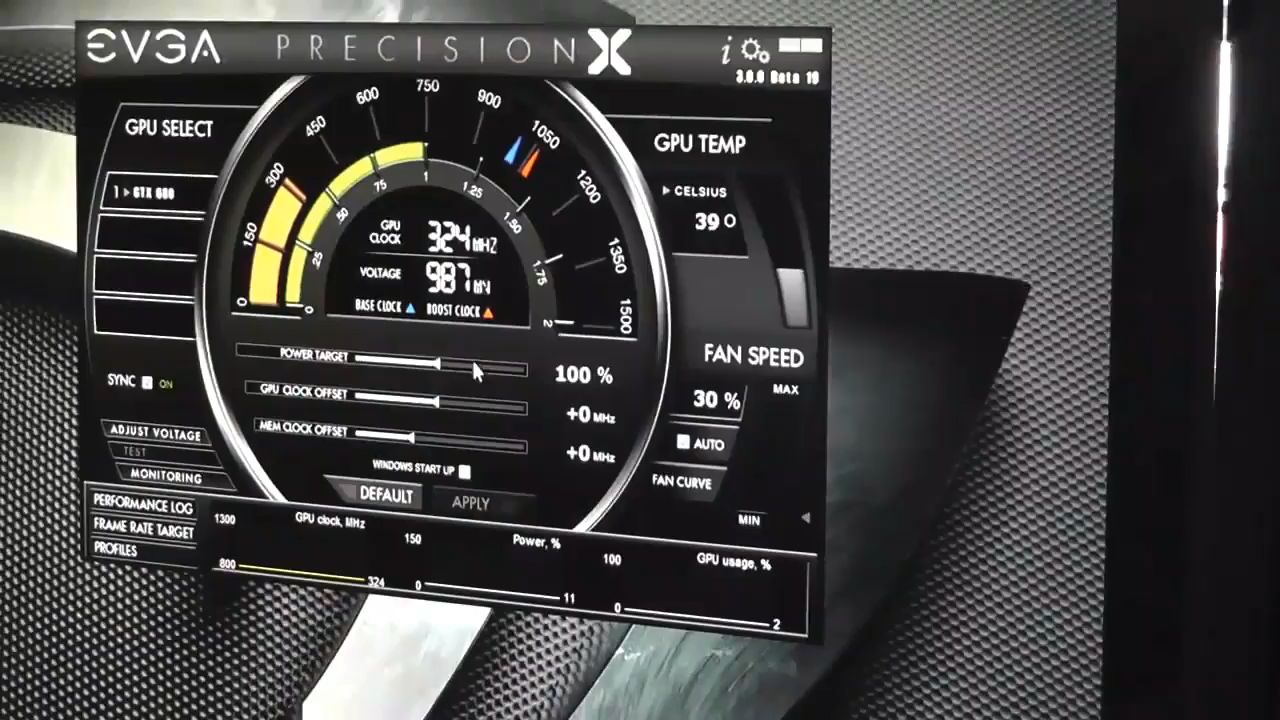 EVGA PRECISION X
i
3.0.0 Beta 19
GPU SELECT
1 ▸ GTX 680
0 150 300 450 600 750 900 1050 1200 1350 1500
0 25 50 75 1 1.25 1.50 1.75 2
GPU CLOCK 324 MHZ
VOLTAGE 987 MV
BASE CLOCK BOOST CLOCK
GPU TEMP
▸ CELSIUS
39 O
FAN SPEED
MAX
30 %
AUTO
FAN CURVE
MIN
POWER TARGET 100 %
GPU CLOCK OFFSET +0 MHz
MEM CLOCK OFFSET +0 MHz
WINDOWS START UP
DEFAULT APPLY
SYNC ON
ADJUST VOLTAGE
TEST
MONITORING
PERFORMANCE LOG
FRAME RATE TARGET
PROFILES
1300 GPU clock, MHz
800 324
150 Power, %
0 11
100 GPU usage, %
0 2